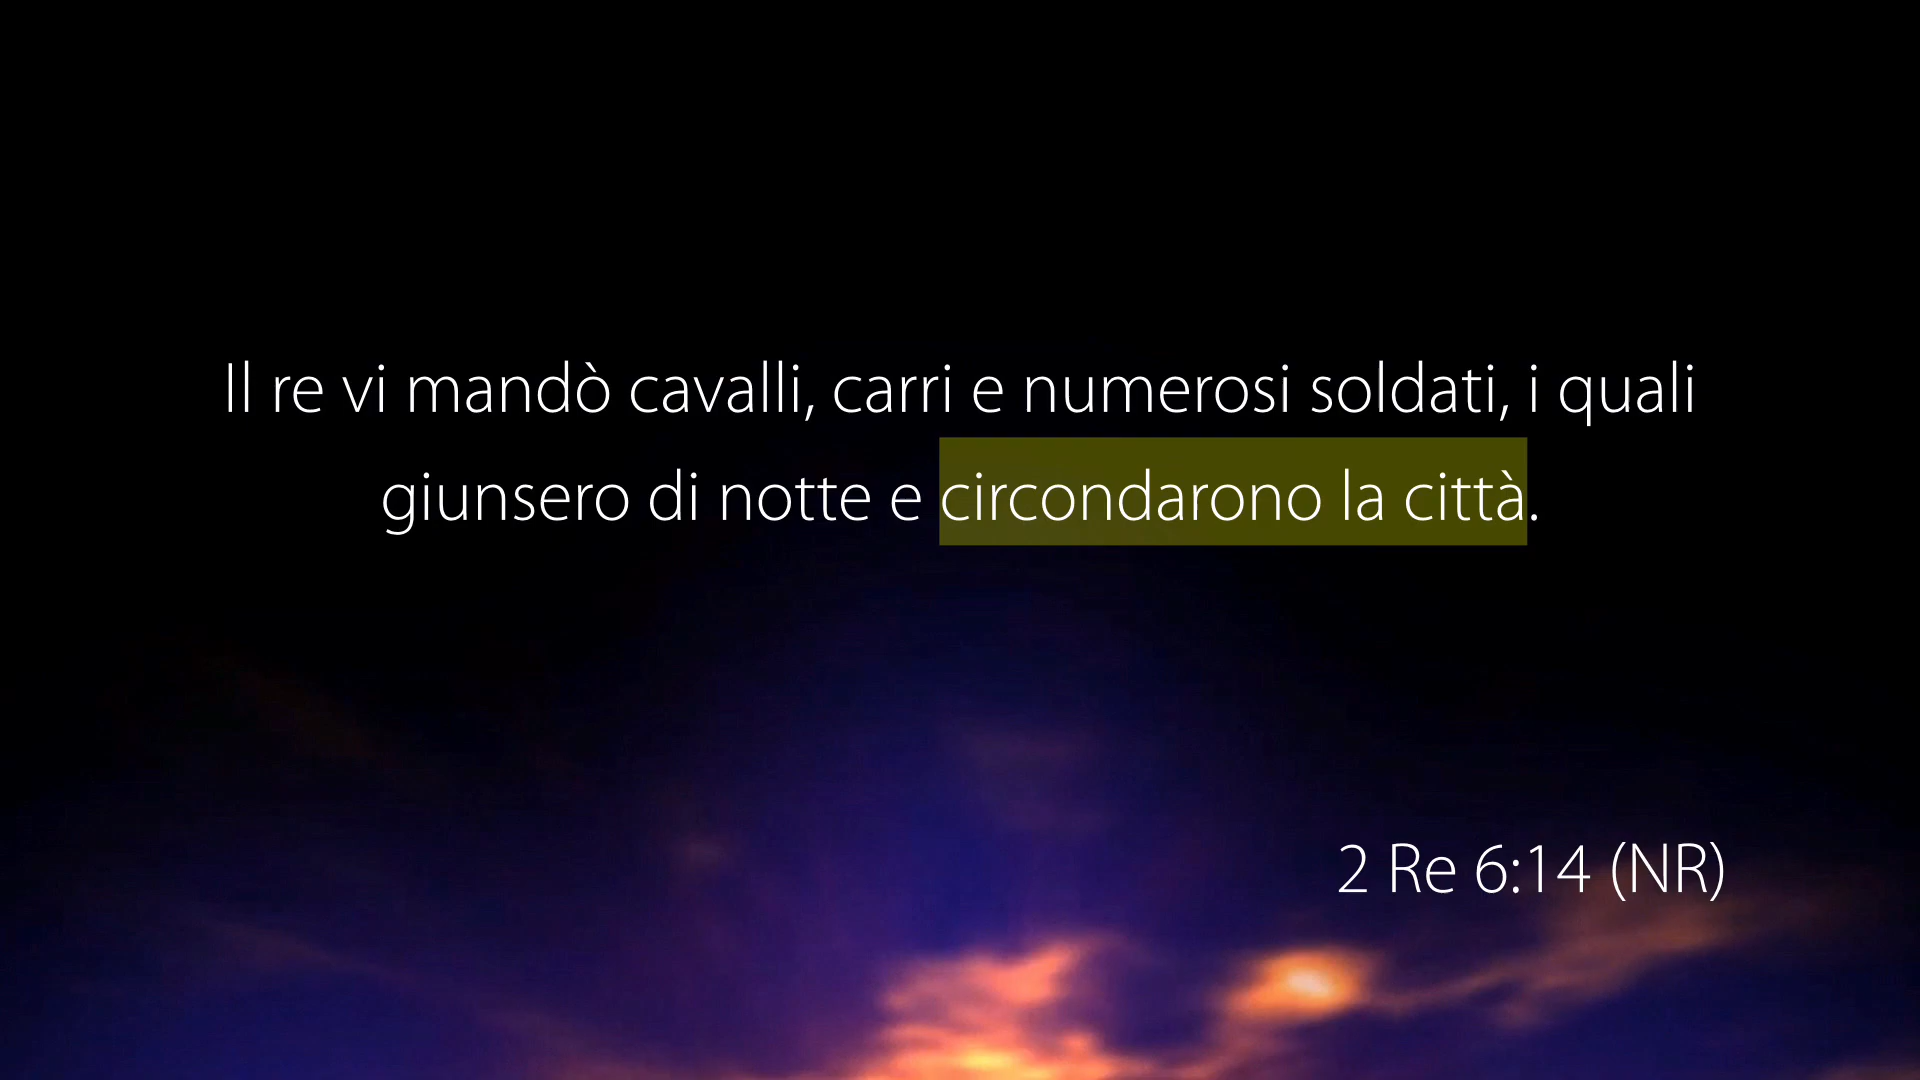 Il re vi mandò cavalli, carri e numerosi soldati, i quali
giunsero di notte e circondarono la città.
2 Re 6:14 (NR)